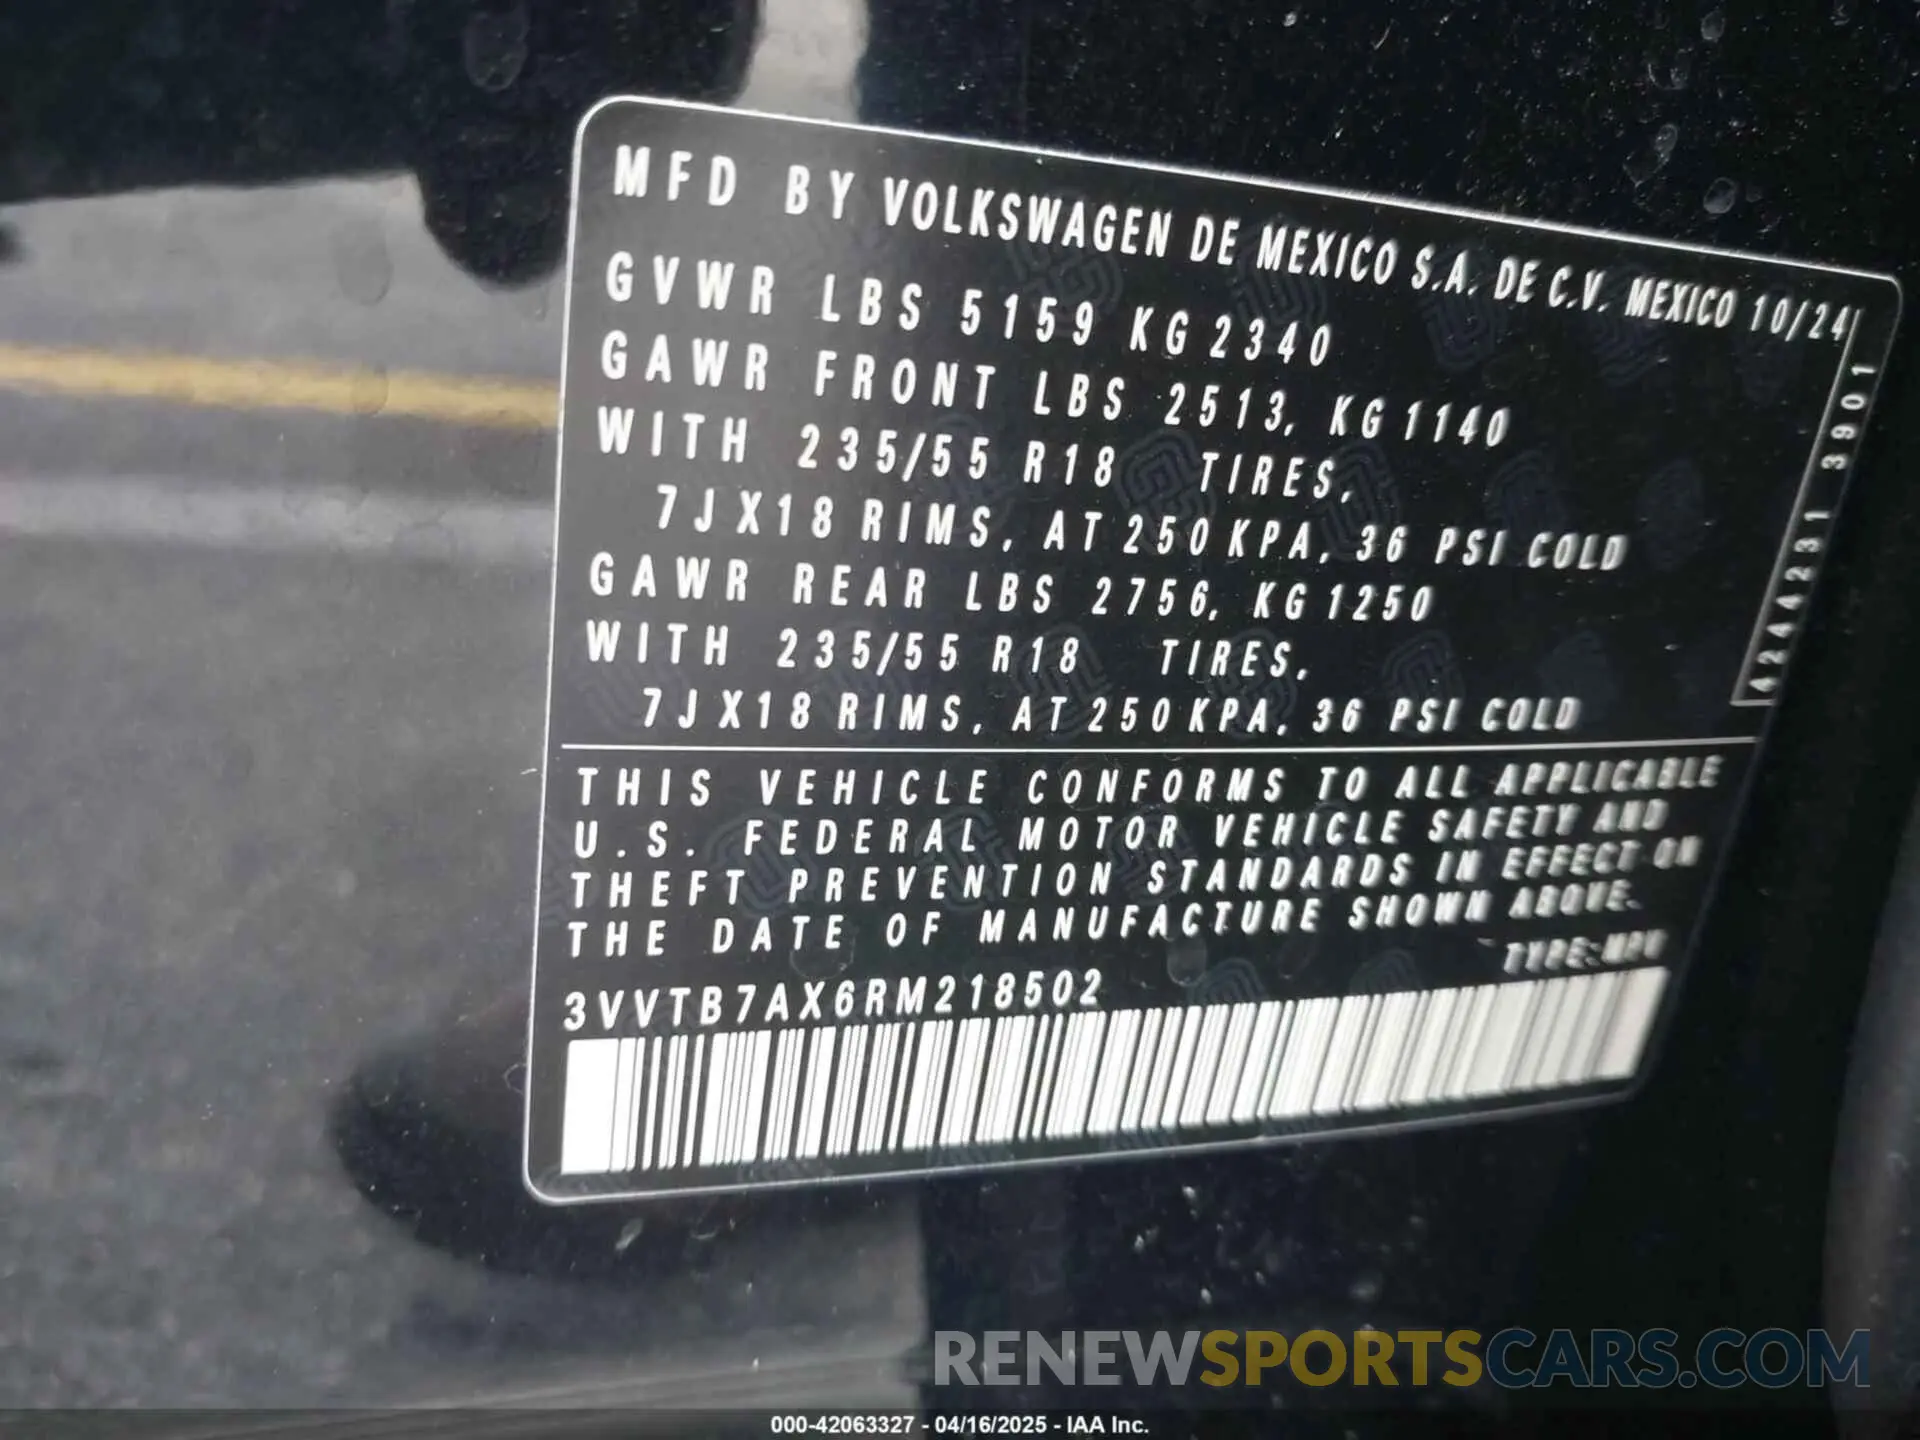 MFD BY VOLKSWAGEN DE MEXICO S.A. DE C.V. MEXICO 10/24
GVWR LBS 5159 KG 2340
GAWR FRONT LBS 2513, KG 1140
WITH 235/55 R18 TIRES,
7J X18 RIMS, AT 250 KPA, 36 PSI COLD
GAWR REAR LBS 2756, KG 1250
WITH 235/55 R18 TIRES,
7J X18 RIMS, AT 250 KPA, 36 PSI COLD
4244231 3901
THIS VEHICLE CONFORMS TO ALL APPLICABLE
U.S. FEDERAL MOTOR VEHICLE SAFETY AND
THEFT PREVENTION STANDARDS IN EFFECT ON
THE DATE OF MANUFACTURE SHOWN ABOVE.
TYPE:MPV
3VVTB7AX6RM218502
RENEWSPORTSCARS.COM
000-42063327 - 04/16/2025 - IAA Inc.